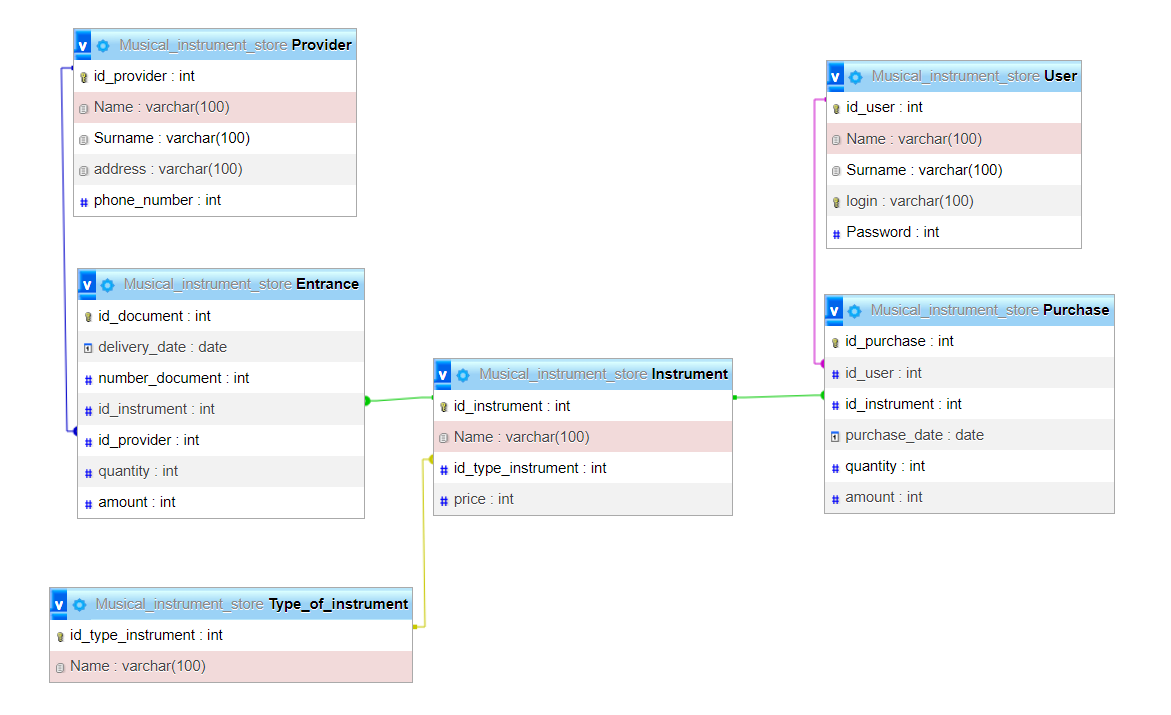 v Musical_instrument_store Provider
id_provider : int
Name : varchar(100)
Surname : varchar(100)
address : varchar(100)
# phone_number : int
v Musical_instrument_store User
id_user : int
Name : varchar(100)
Surname : varchar(100)
login : varchar(100)
# Password : int
v Musical_instrument_store Entrance
id_document : int
delivery_date : date
# number_document : int
# id_instrument : int
# id_provider : int
# quantity : int
# amount : int
v Musical_instrument_store Instrument
id_instrument : int
Name : varchar(100)
# id_type_instrument : int
# price : int
v Musical_instrument_store Purchase
id_purchase : int
# id_user : int
# id_instrument : int
purchase_date : date
# quantity : int
# amount : int
v Musical_instrument_store Type_of_instrument
id_type_instrument : int
Name : varchar(100)